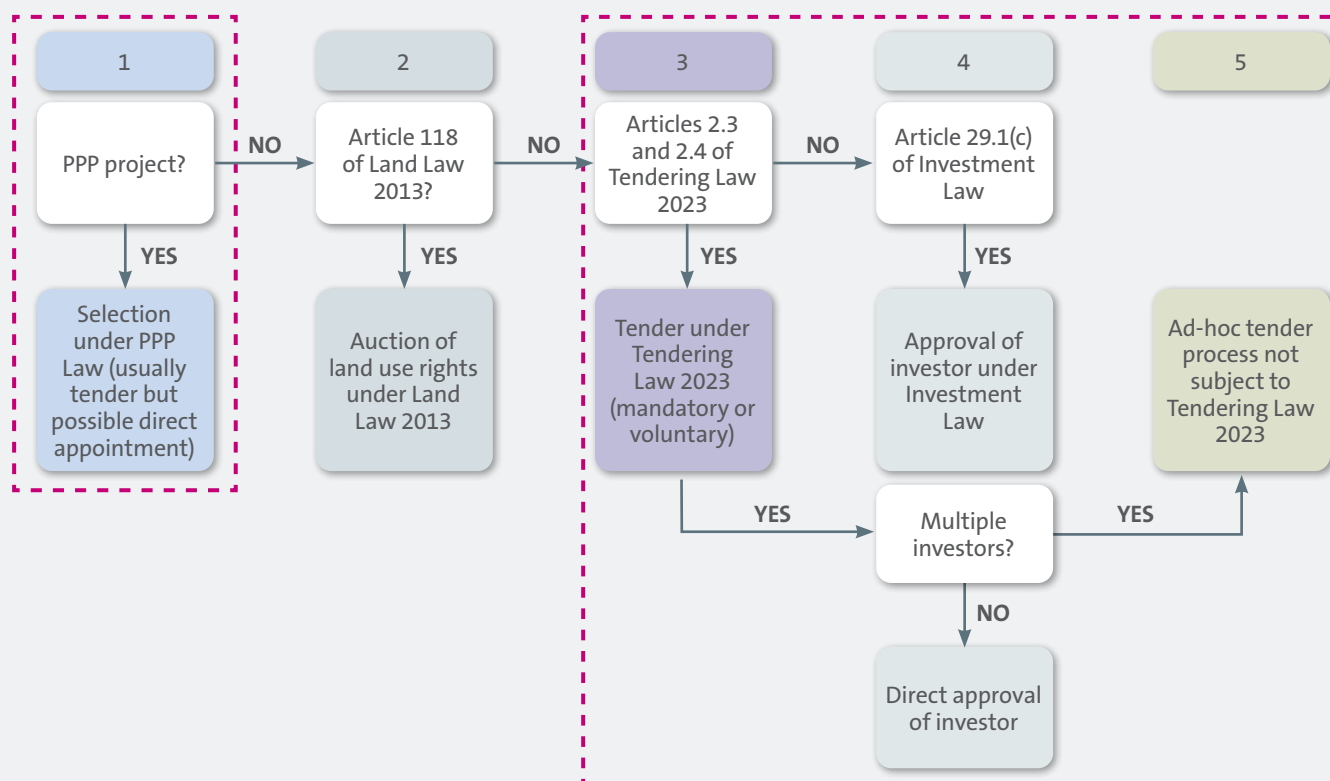 1
2
3
4
5
PPP project?
NO
Article 118
of Land Law
2013?
NO
Articles 2.3
and 2.4 of
Tendering Law
2023
NO
Article 29.1(c)
of Investment
Law
YES
YES
YES
YES
Selection
under PPP
Law (usually
tender but
possible direct
appointment)
Auction of
land use rights
under Land
Law 2013
Tender under
Tendering
Law 2023
(mandatory or
voluntary)
Approval of
investor under
Investment
Law
Ad-hoc tender
process not
subject to
Tendering Law
2023
YES
Multiple
investors?
YES
NO
Direct approval
of investor